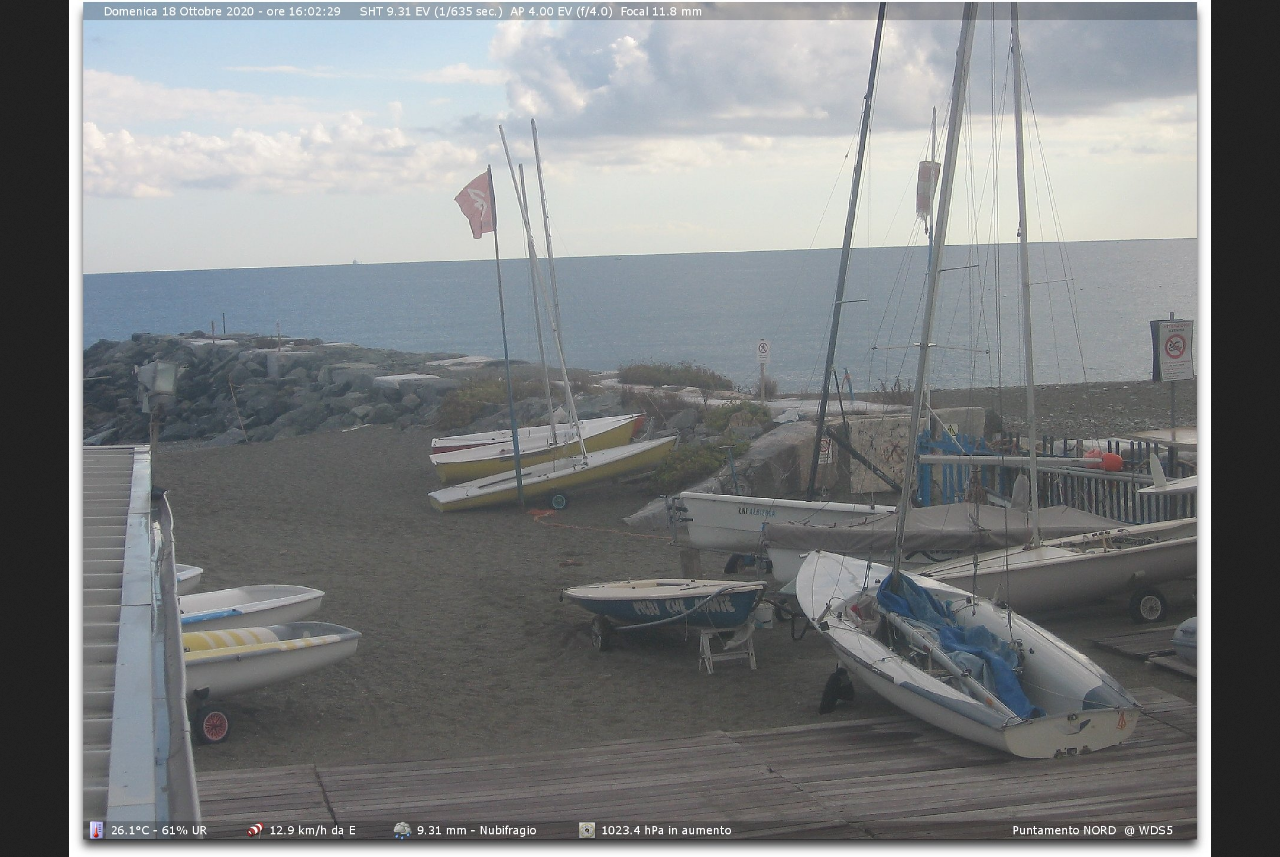 Domenica 18 Ottobre 2020 - ore 16:02:29 SHT 9.31 EV (1/635 sec.) AP 4.00 EV (f/4.0) Focal 11.8 mm
26.1°C - 61% UR 12.9 km/h da E 9.31 mm - Nubifragio 1023.4 hPa in aumento Puntamento NORD @ WDS5